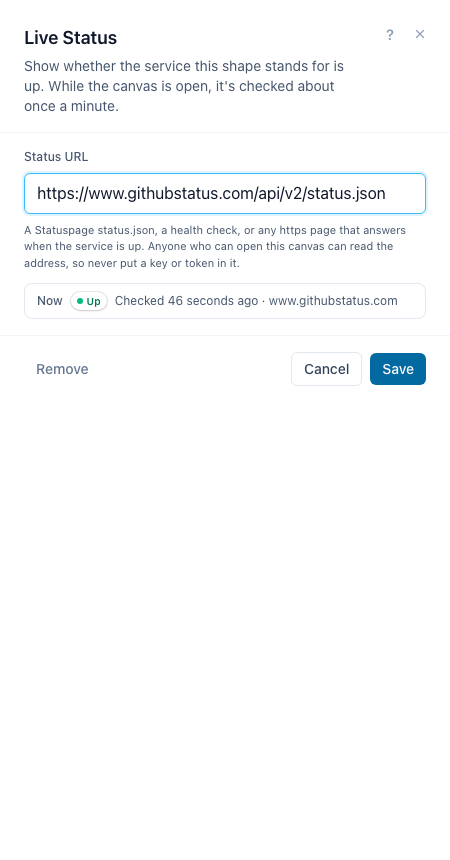 Live Status
?
×
Show whether the service this shape stands for is
up. While the canvas is open, it's checked about
once a minute.
Status URL
https://www.githubstatus.com/api/v2/status.json
A Statuspage status.json, a health check, or any https page that answers
when the service is up. Anyone who can open this canvas can read the
address, so never put a key or token in it.
Now Up Checked 46 seconds ago · www.githubstatus.com
Remove Cancel Save